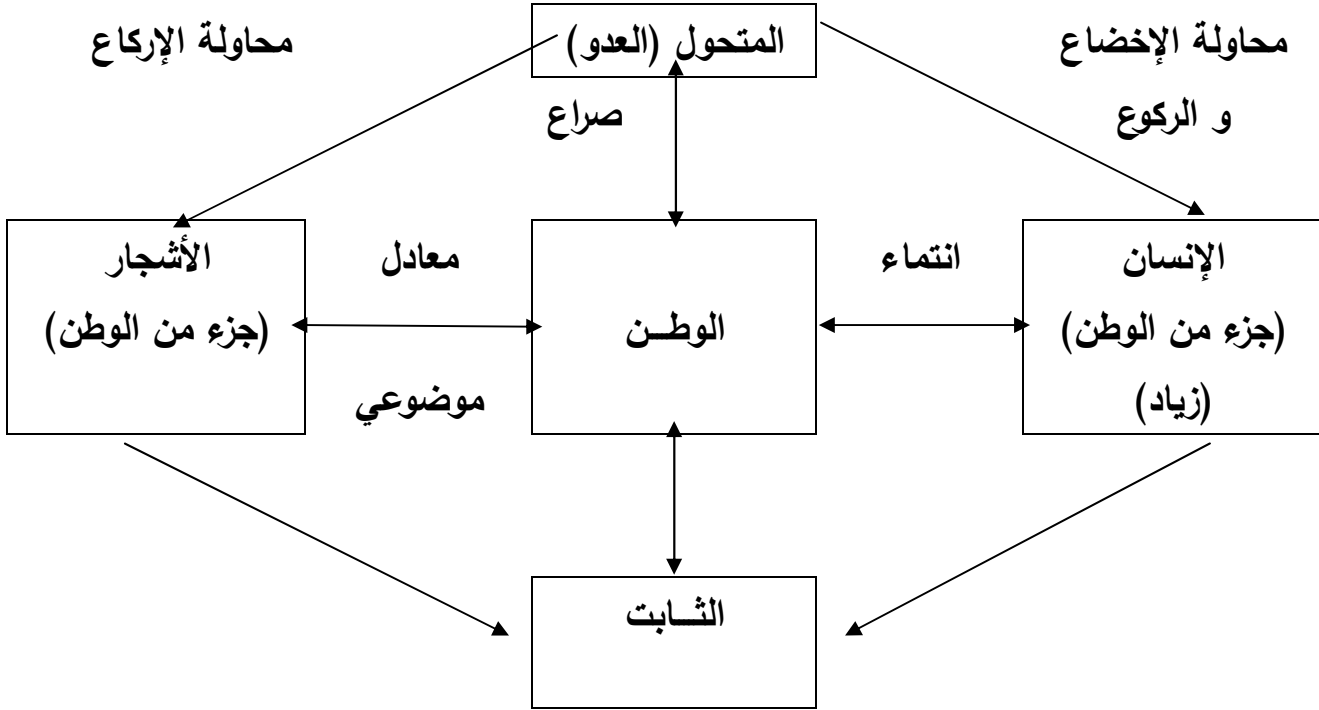 محاولة الإخضاع
و الركوع
المتحول (العدو)
محاولة الإركاع
صراع
الإنسان
(جزء من الوطن)
(زياد)
انتماء
الوطـن
معادل
موضوعي
الأشجار
(جزء من الوطن)
الثـابت